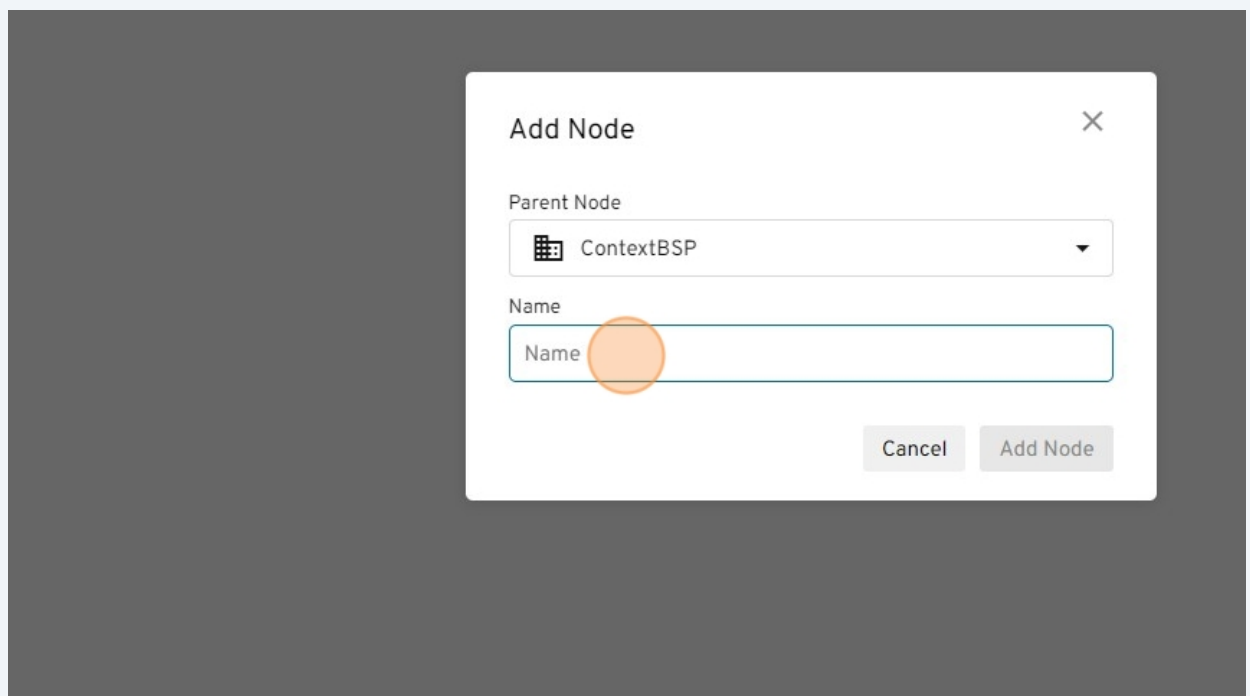 Add Node
Parent Node
ContextBSP
Name
Name
Cancel Add Node